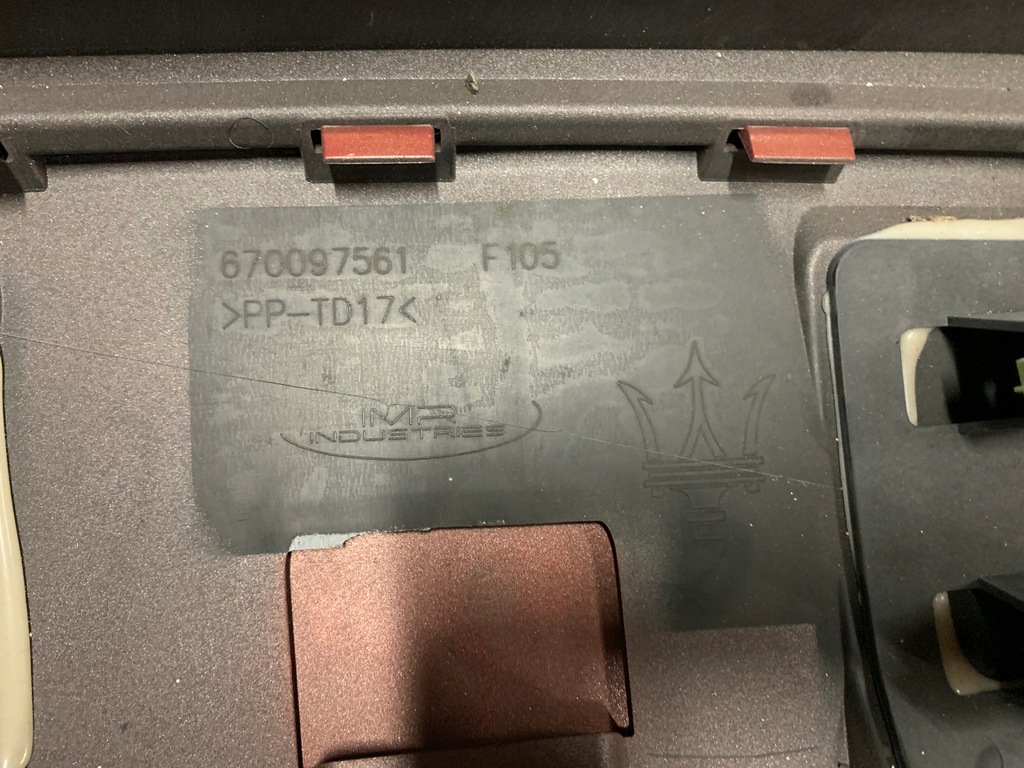 670097561 F105
>PP-TD17<
IMR
INDUSTRIES